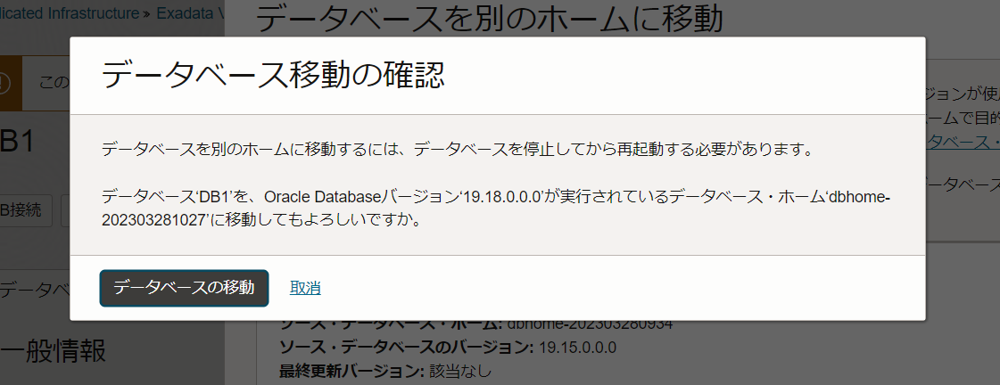 licated Infrastructure » Exadata V
データベースを別のホームに移動
この
ジョンが使
ームで目的
タベース・
B1
データベース移動の確認
データベースを別のホームに移動するには、データベースを停止してから再起動する必要があります。
データベース‘DB1’を、Oracle Databaseバージョン‘19.18.0.0.0’が実行されているデータベース・ホーム‘dbhome-
202303281027’に移動してもよろしいですか。
データベース
B接続
データベースの移動 取消
データベ
ソース・データベース・ホーム: dbhome-202303280934
一般情報
ソース・データベースのバージョン: 19.15.0.0.0
最終更新バージョン: 該当なし